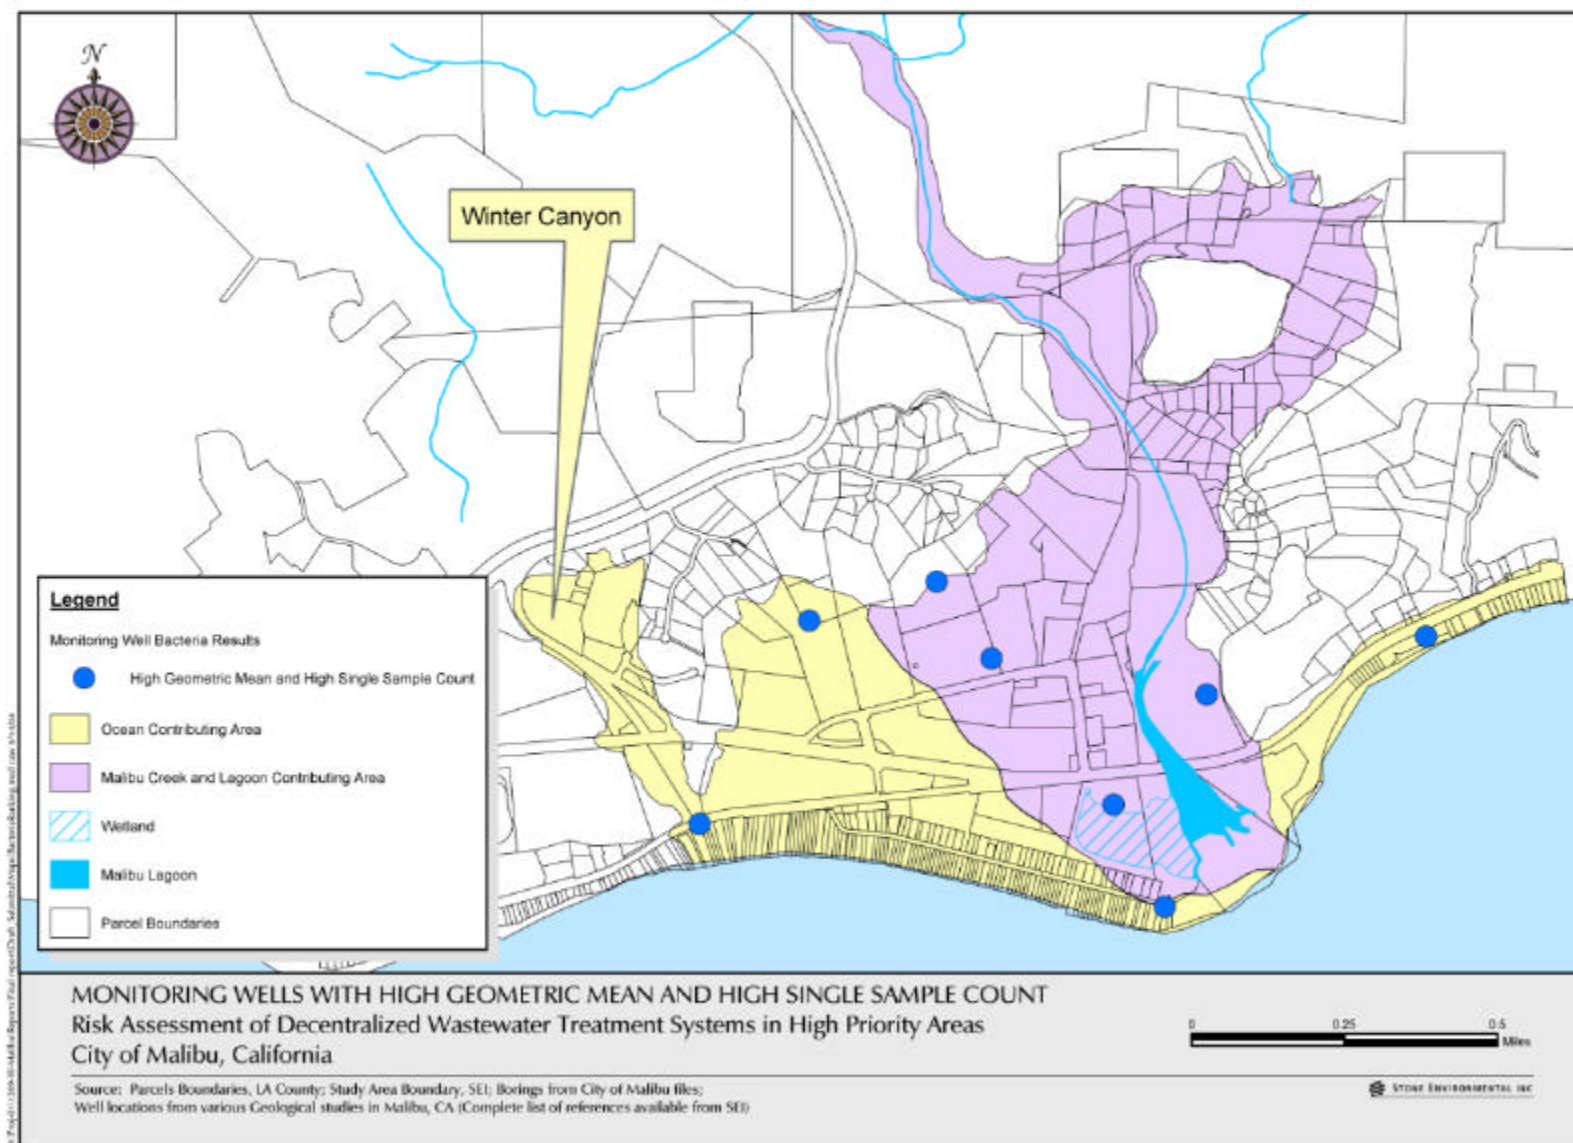 N
Winter Canyon
Legend
Monitoring Well Bacteria Results
High Geometric Mean and High Single Sample Count
Ocean Contributing Area
Malibu Creek and Lagoon Contributing Area
Wetland
Malibu Lagoon
Parcel Boundaries
MONITORING WELLS WITH HIGH GEOMETRIC MEAN AND HIGH SINGLE SAMPLE COUNT
Risk Assessment of Decentralized Wastewater Treatment Systems in High Priority Areas
City of Malibu, California
0 0.25 0.5
Miles
Source: Parcels Boundaries, LA County; Study Area Boundary, SEI; Borings from City of Malibu files;
Well locations from various Geological studies in Malibu, CA (Complete list of references available from SEI)
STONE ENVIRONMENTAL INC